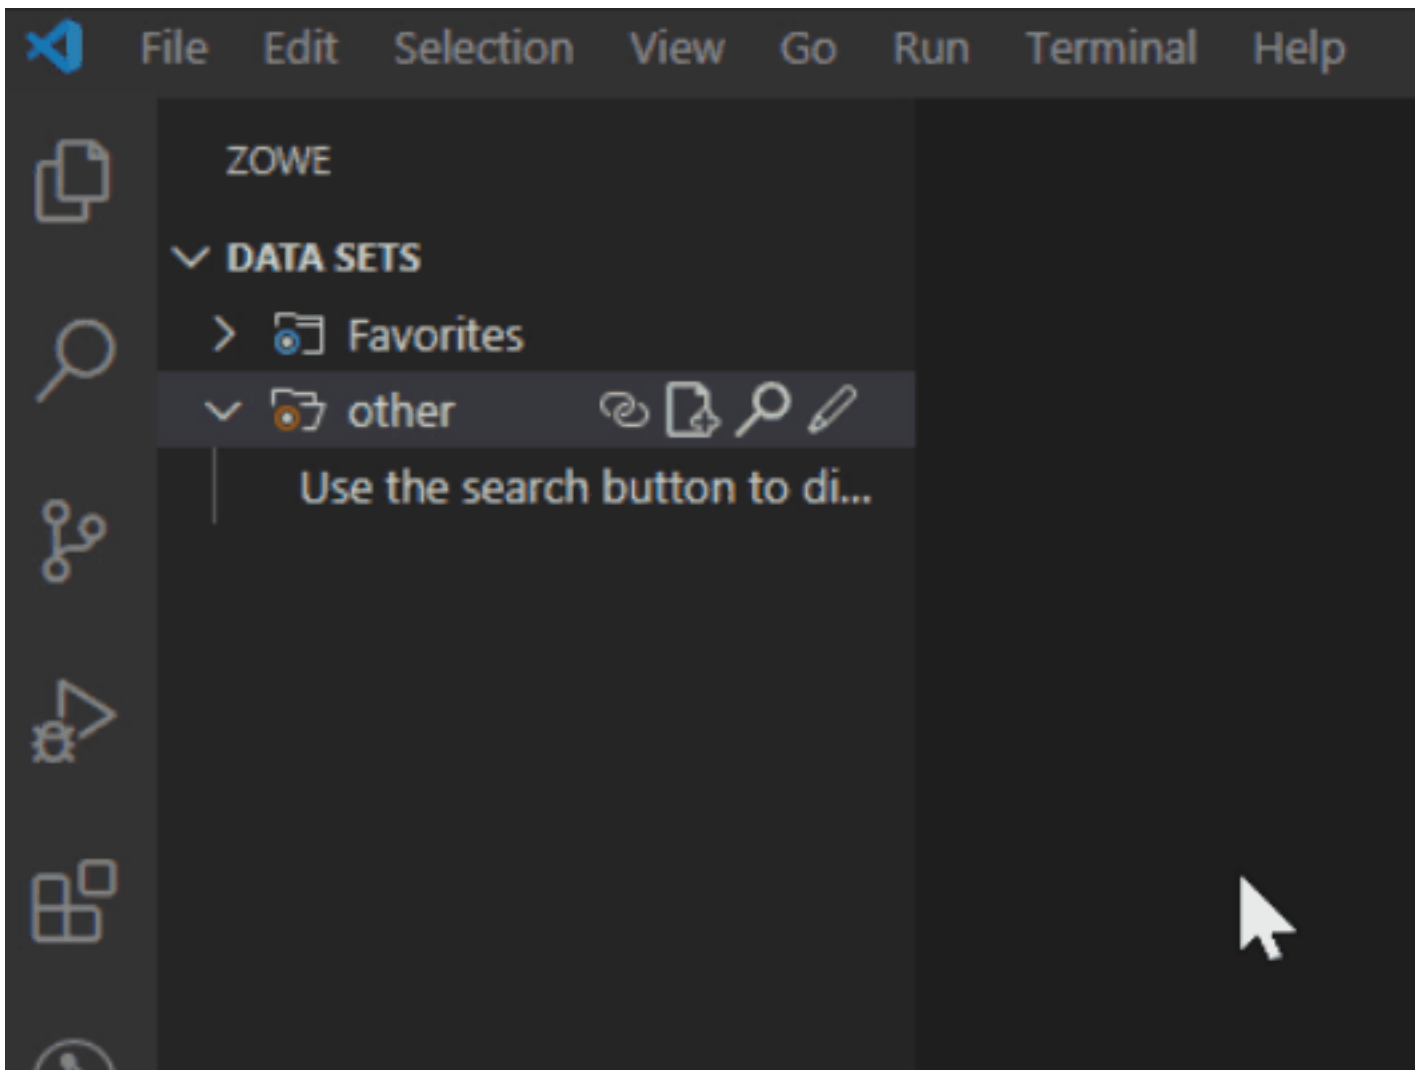 File Edit Selection View Go Run Terminal Help
ZOWE
DATA SETS
Favorites
other
Use the search button to di...